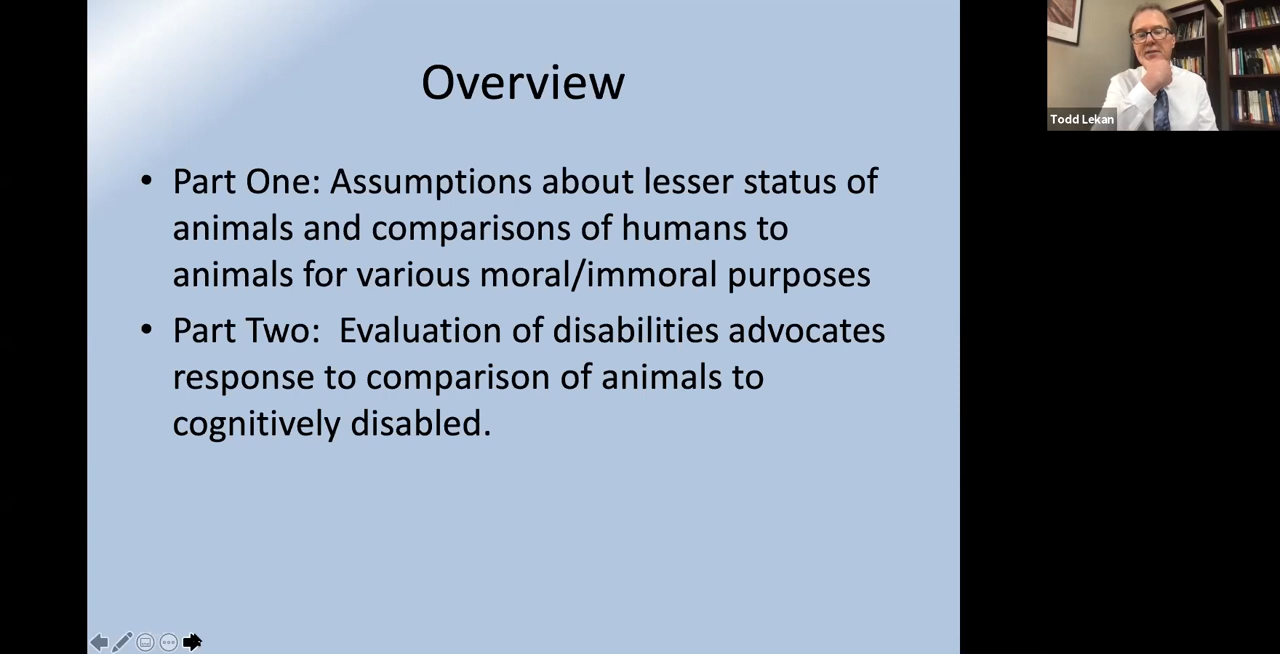 Overview
• Part One: Assumptions about lesser status of
animals and comparisons of humans to
animals for various moral/immoral purposes
• Part Two:  Evaluation of disabilities advocates
response to comparison of animals to
cognitively disabled.
Todd Lekan